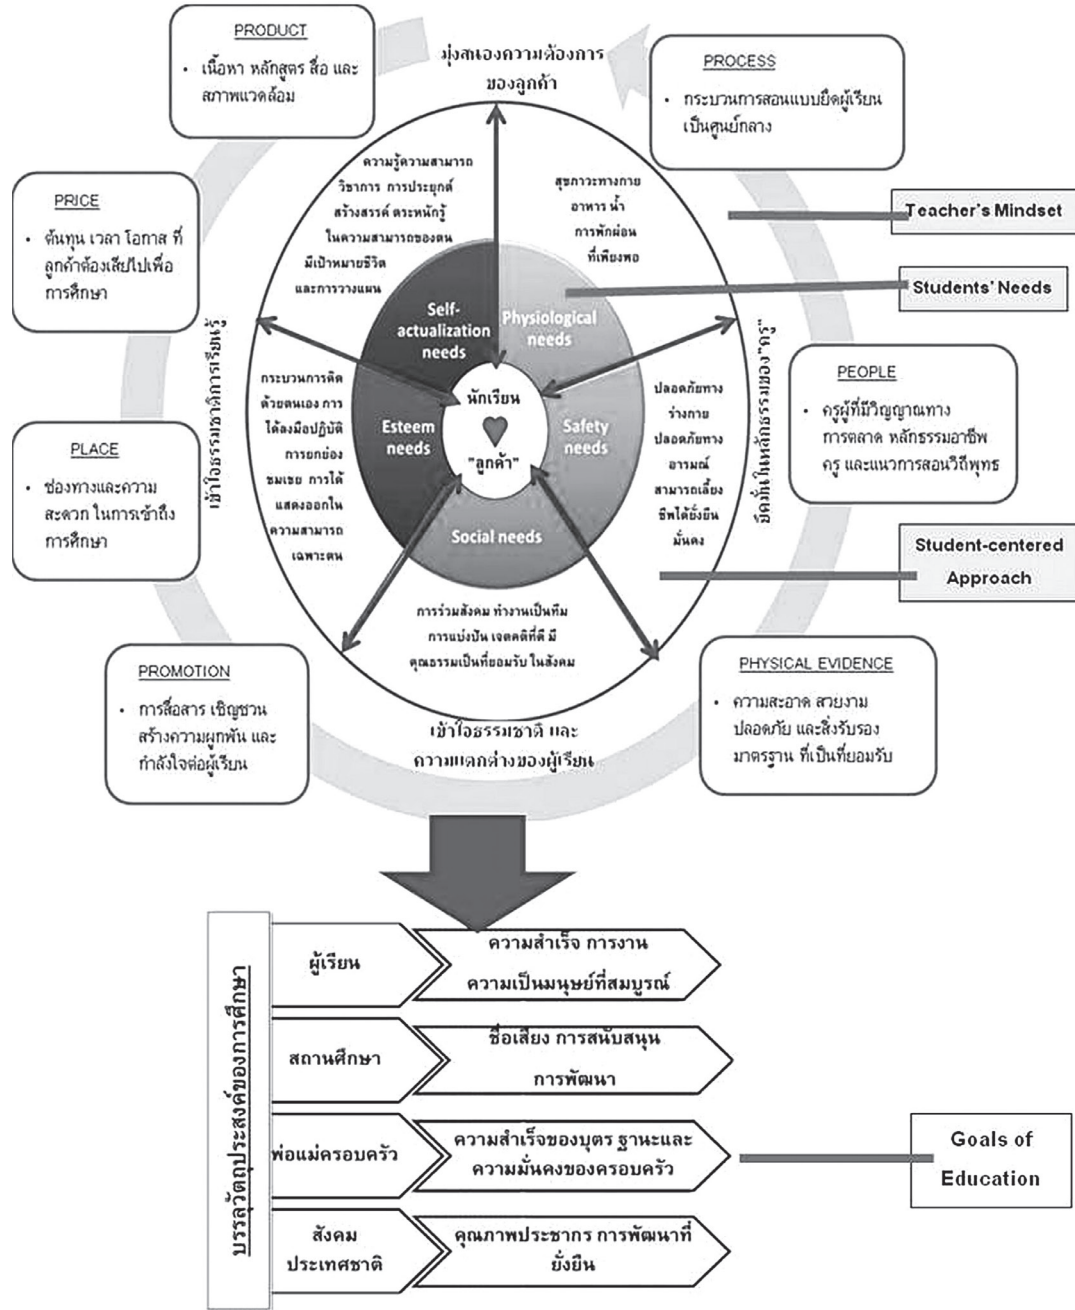 PRODUCT
• เนื้อหา หลักสูตร สื่อ และ
สภาพแวดล้อม
มุ่งสนองความต้องการ
ของลูกค้า
PROCESS
• กระบวนการสอนแบบยึดผู้เรียน
เป็นศูนย์กลาง
PRICE
• ต้นทุน เวลา โอกาส ที่
ลูกค้าต้องเสียไปเพื่อ
การศึกษา
ความรู้ความสามารถ
วิชาการ การประยุกต์
สร้างสรรค์ ตระหนักรู้
ในความสามารถของตน
มีเป้าหมายชีวิต
และการวางแผน
สุขภาวะทางกาย
อาหาร น้ำ
การพักผ่อน
ที่เพียงพอ
Teacher's Mindset
Students' Needs
Self-
actualization
needs
Physiological
needs
เข้าใจธรรมชาติการเรียนรู้
ยึดมั่นในหลักธรรมของ"ครู"
กระบวนการคิด
ด้วยตนเอง การ
ได้ลงมือปฏิบัติ
การยกย่อง
ชมเชย การได้
แสดงออกใน
ความสามารถ
เฉพาะตน
Esteem
needs
นักเรียน
"ลูกค้า"
Safety
needs
ปลอดภัยทาง
ร่างกาย
ปลอดภัยทาง
อารมณ์
สามารถเลี้ยง
ชีพได้ยั่งยืน
มั่นคง
PEOPLE
• ครูผู้ที่มีวิญญาณทาง
การตลาด หลักธรรมอาชีพ
ครู และแนวการสอนวิถีพุทธ
PLACE
• ช่องทางและความ
สะดวก ในการเข้าถึง
การศึกษา
Social needs
Student-centered
Approach
การร่วมสังคม ทำงานเป็นทีม
การแบ่งปัน เจตคติที่ดี มี
คุณธรรมเป็นที่ยอมรับ ในสังคม
PROMOTION
• การสื่อสาร เชิญชวน
สร้างความผูกพัน และ
กำลังใจต่อผู้เรียน
เข้าใจธรรมชาติ และ
ความแตกต่างของผู้เรียน
PHYSICAL EVIDENCE
• ความสะอาด สวยงาม
ปลอดภัย และสิ่งรับรอง
มาตรฐาน ที่เป็นที่ยอมรับ
บรรลุวัตถุประสงค์ของการศึกษา
ผู้เรียน
ความสำเร็จ การงาน
ความเป็นมนุษย์ที่สมบูรณ์
สถานศึกษา
ชื่อเสียง การสนับสนุน
การพัฒนา
พ่อแม่ครอบครัว
ความสำเร็จของบุตร ฐานะและ
ความมั่นคงของครอบครัว
Goals of
Education
สังคม
ประเทศชาติ
คุณภาพประชากร การพัฒนาที่
ยั่งยืน